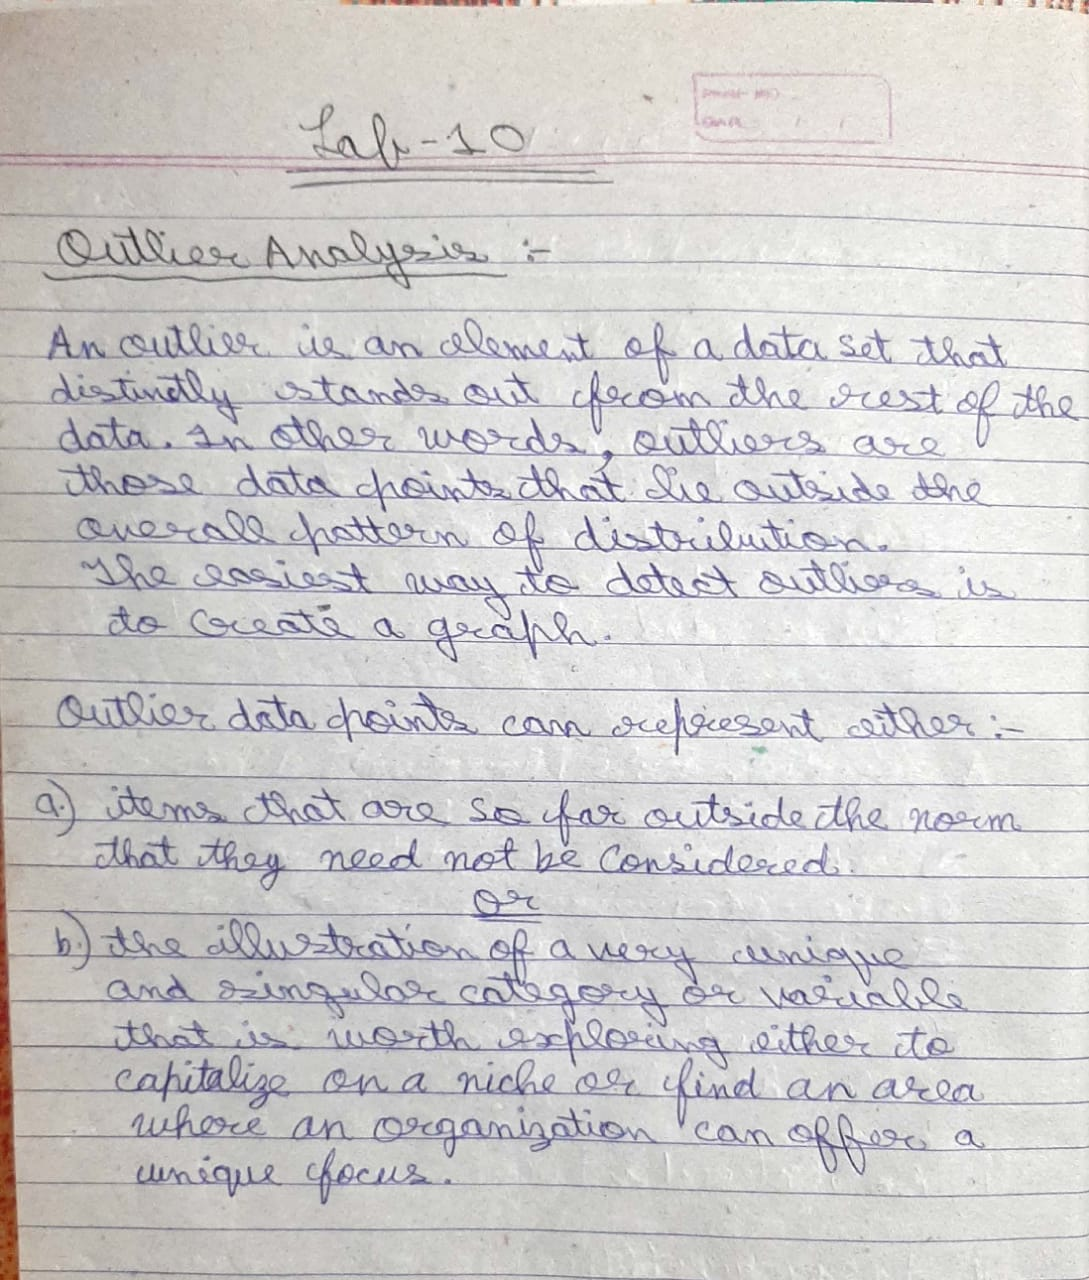 Lab-10
Outlier Analysis :-
An outlier is an element of a data set that
distinctly stands out from the rest of the
data. In other words, outliers are
those data points that lie outside the
overall pattern of distribution.
The easiest way to detect outliers is
to create a graph.
Outlier data points can represent either :-
a.) items that are so far outside the norm
that they need not be Considered.
Or
b.) the illustration of a very unique
and singular category or variable
that is worth exploring either to
capitalize on a niche or find an area
where an organization can offer a
unique focus.